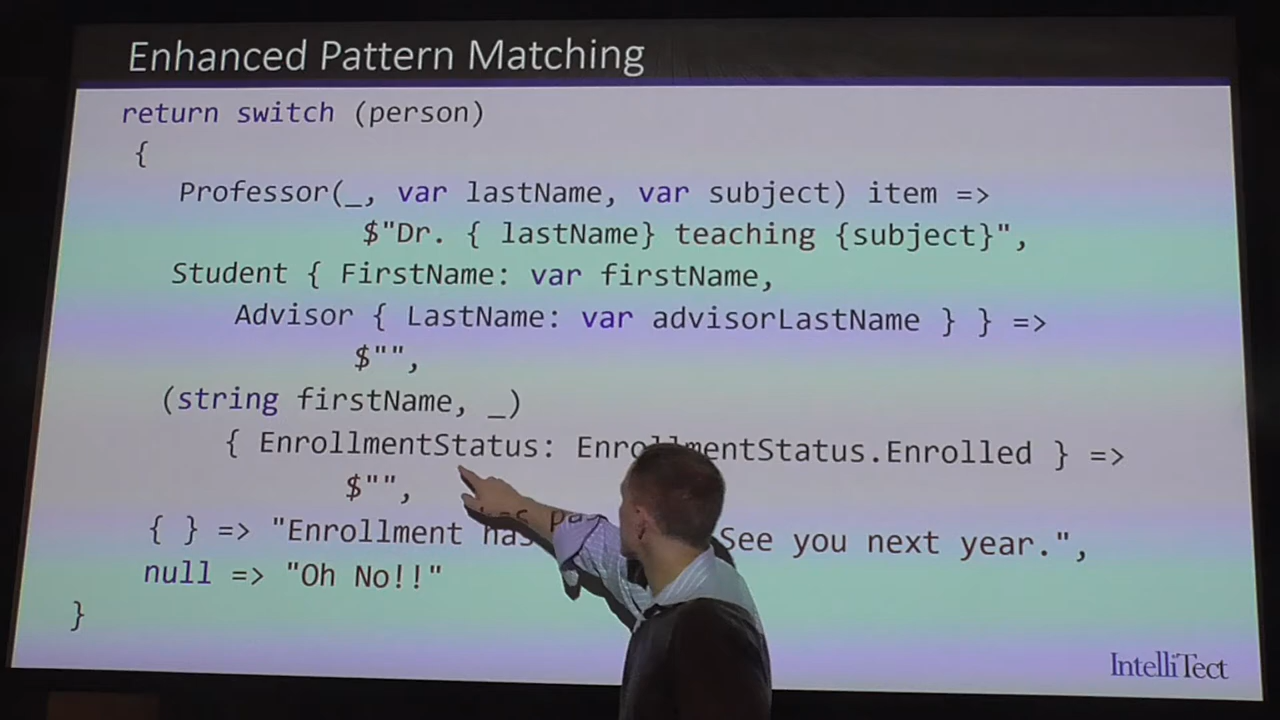 Enhanced Pattern Matching
return switch (person)
{
Professor(_, var lastName, var subject) item =>
$"Dr. { lastName} teaching {subject}",
Student { FirstName: var firstName,
Advisor { LastName: var advisorLastName } } =>
$"",
(string firstName, _)
{ EnrollmentStatus: EnrollmentStatus.Enrolled } =>
$"",
{ } => "Enrollment has See you next year.",
null => "Oh No!!"
}
IntelliTect